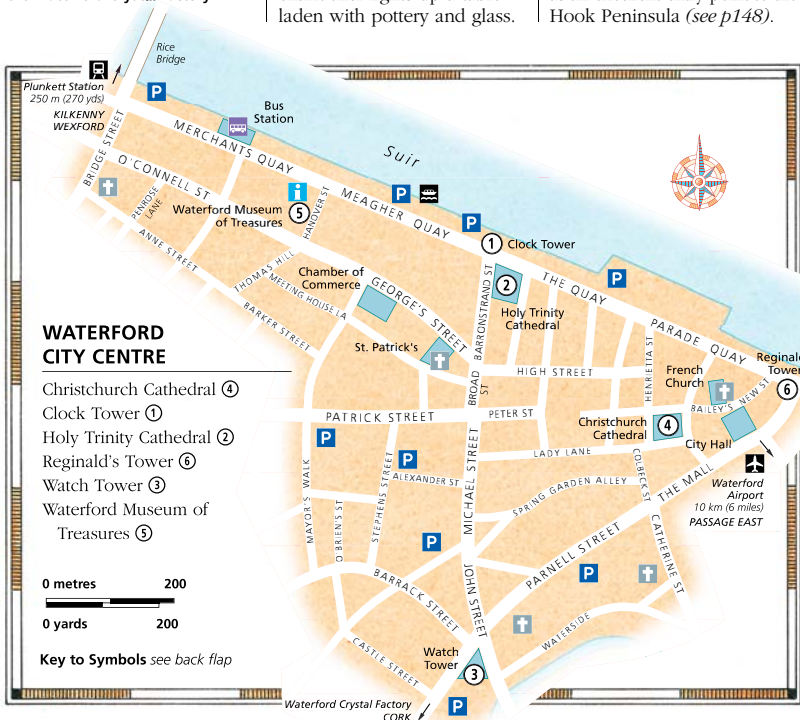 laden with pottery and glass.
Hook Peninsula (see p148).
Rice
Bridge
Plunkett Station
250 m (270 yds)
KILKENNY
WEXFORD
P
Bus
Station
BRIDGE STREET
MERCHANTS QUAY
Suir
O'CONNELL ST
PENROSE
LANE
i
Waterford Museum
of Treasures
5
HANOVER ST
MEAGHER QUAY
P
P
1 Clock Tower
ANNE STREET
THOMAS HILL
MEETING HOUSE LA
Chamber of
Commerce
GEORGE'S STREET
BARRONSTRAND ST
2
Holy Trinity
Cathedral
THE QUAY
P
BARKER STREET
St. Patrick's
PARADE QUAY
HENRIETTA ST
French
Church
Reginald's
Tower
6
BAILEY'S NEW ST
HIGH STREET
BROAD
ST
PATRICK STREET
PETER ST
Christchurch
Cathedral
4
City Hall
WATERFORD
CITY CENTRE
Christchurch Cathedral 4
Clock Tower 1
Holy Trinity Cathedral 2
Reginald's Tower 6
Watch Tower 3
Waterford Museum of
Treasures 5
P
P
LADY LANE
COLBECK ST
THE MALL
Waterford
Airport
10 km (6 miles)
PASSAGE EAST
MAYOR'S WALK
O'BRIEN'S ST
STEPHENS STREET
ALEXANDER ST
MICHAEL STREET
SPRING GARDEN ALLEY
CATHERINE ST
P
PARNELL STREET
P
BARRACK STREET
JOHN STREET
WATERSIDE
CASTLE STREET
Watch
Tower
3
P
0 metres 200
0 yards 200
Key to Symbols see back flap
Waterford Crystal Factory
CORK